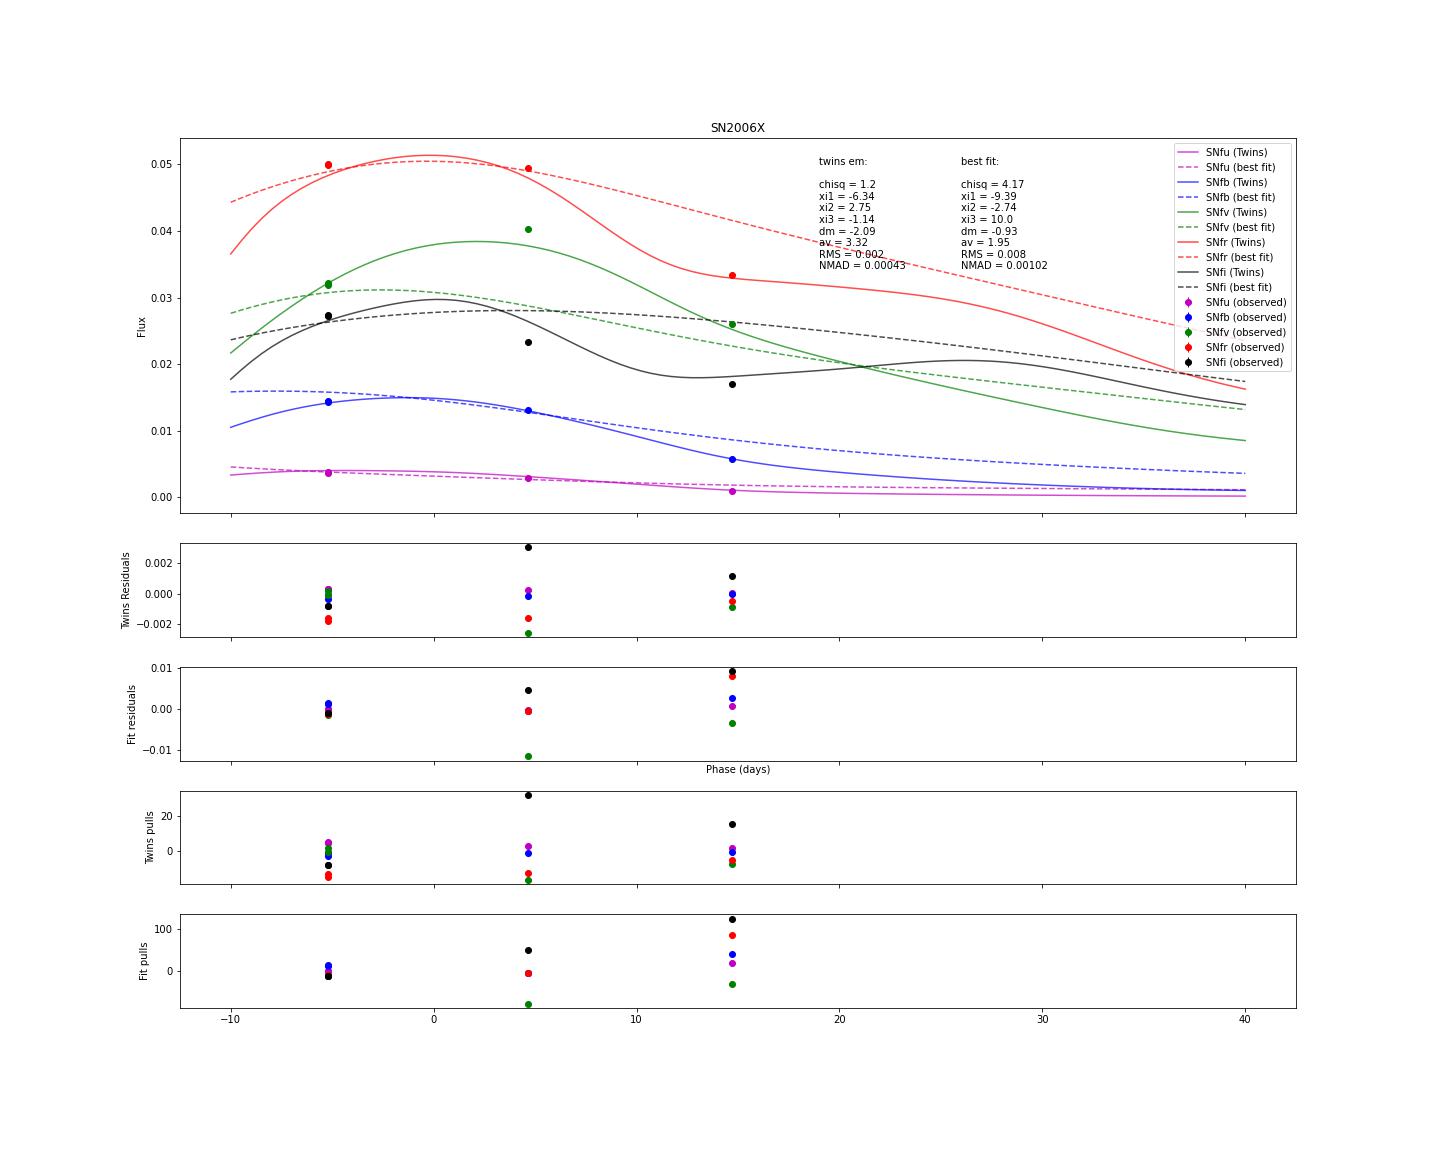 SN2006X
Flux
0.05
0.04
0.03
0.02
0.01
0.00
twins em:
chisq = 1.2
xi1 = -6.34
xi2 = 2.75
xi3 = -1.14
dm = -2.09
av = 3.32
RMS = 0.002
NMAD = 0.00043
best fit:
chisq = 4.17
xi1 = -9.39
xi2 = -2.74
xi3 = 10.0
dm = -0.93
av = 1.95
RMS = 0.008
NMAD = 0.00102
SNfu (Twins)
SNfu (best fit)
SNfb (Twins)
SNfb (best fit)
SNfv (Twins)
SNfv (best fit)
SNfr (Twins)
SNfr (best fit)
SNfi (Twins)
SNfi (best fit)
SNfu (observed)
SNfb (observed)
SNfv (observed)
SNfr (observed)
SNfi (observed)
Twins Residuals
0.002
0.000
−0.002
Fit residuals
0.01
0.00
−0.01
Phase (days)
Twins pulls
20
0
Fit pulls
100
0
−10 0 10 20 30 40